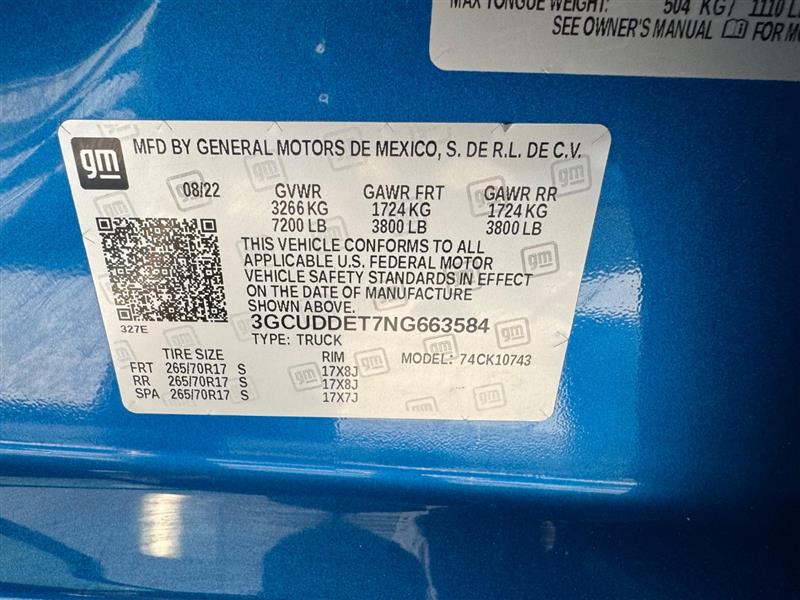 MAX TONGUE WEIGHT: 504 KG/ 1110 L
SEE OWNER'S MANUAL FOR M
gm MFD BY GENERAL MOTORS DE MEXICO, S. DE R.L. DE C.V.
08/22 GVWR GAWR FRT GAWR RR
3266 KG 1724 KG 1724 KG
7200 LB 3800 LB 3800 LB
THIS VEHICLE CONFORMS TO ALL
APPLICABLE U.S. FEDERAL MOTOR
VEHICLE SAFETY STANDARDS IN EFFECT
ON THE DATE OF MANUFACTURE
SHOWN ABOVE.
327E 3GCUDDET7NG663584
TYPE: TRUCK
TIRE SIZE RIM MODEL: 74CK10743
FRT 265/70R17 S 17X8J
RR 265/70R17 S 17X8J
SPA 265/70R17 S 17X7J